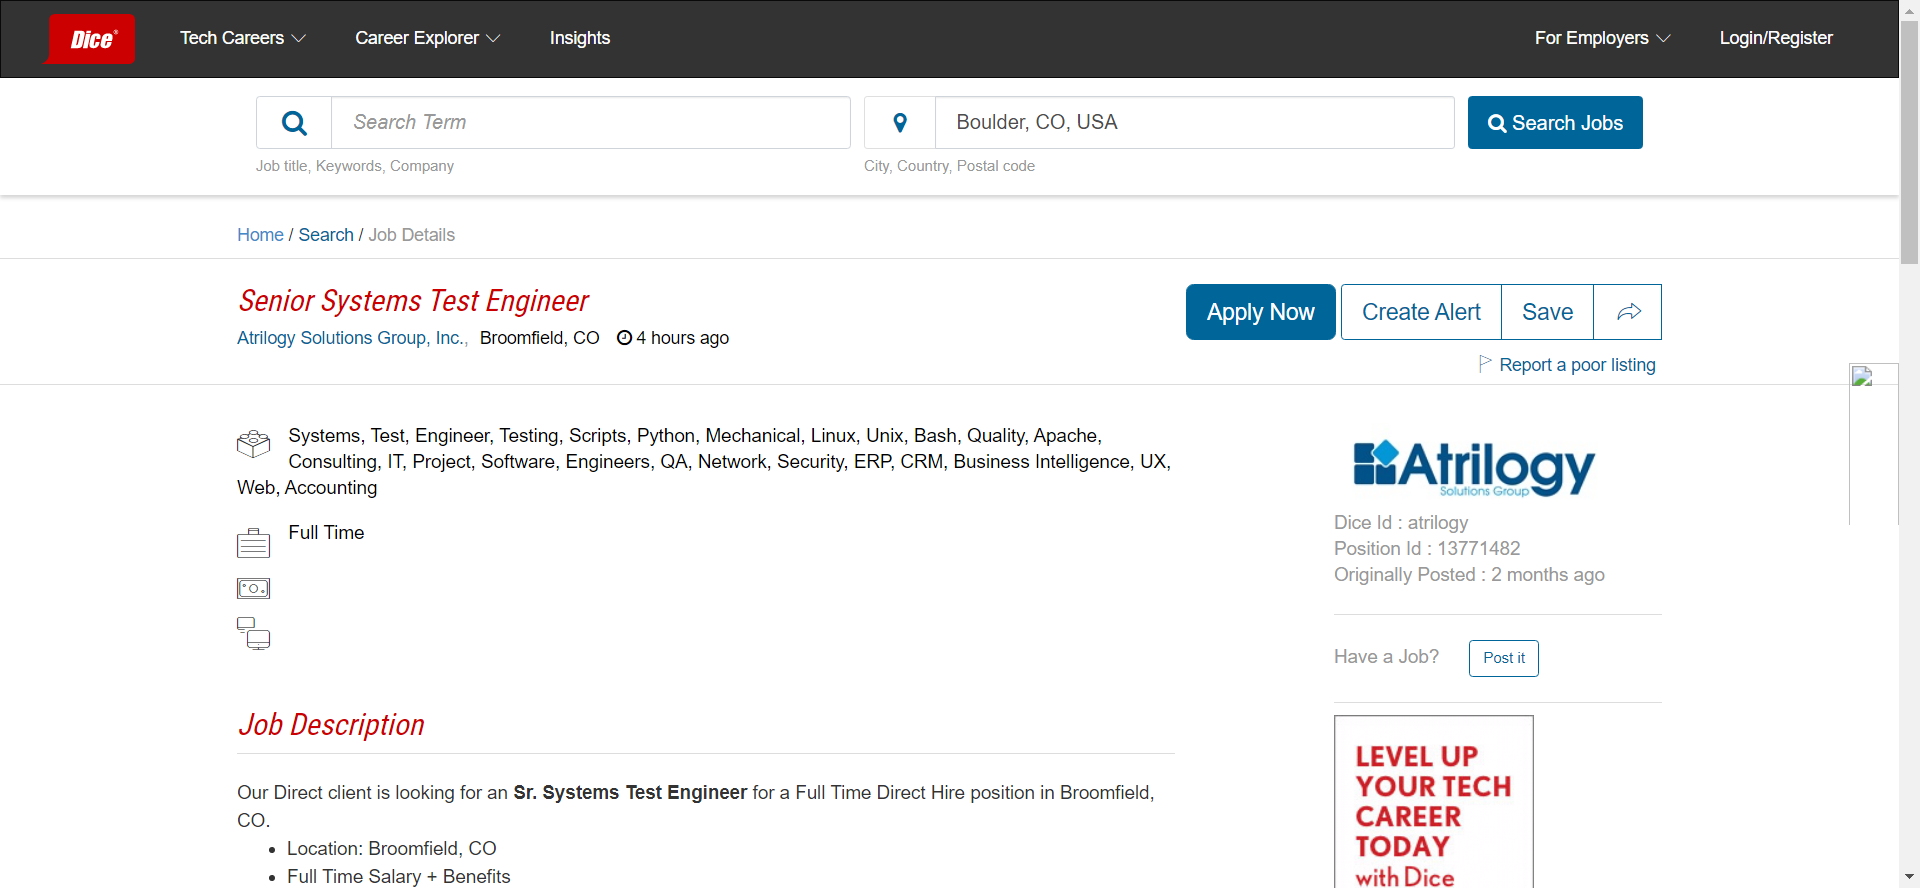 Dice®
Tech Careers
Career Explorer
Insights
For Employers
Login/Register
Search Term
Boulder, CO, USA
Search Jobs
Job title, Keywords, Company
City, Country, Postal code
Home / Search / Job Details
Senior Systems Test Engineer
Atrilogy Solutions Group, Inc., Broomfield, CO 4 hours ago
Apply Now
Create Alert
Save
Report a poor listing
Systems, Test, Engineer, Testing, Scripts, Python, Mechanical, Linux, Unix, Bash, Quality, Apache,
Consulting, IT, Project, Software, Engineers, QA, Network, Security, ERP, CRM, Business Intelligence, UX,
Web, Accounting
Full Time
Atrilogy
Solutions Group
Dice Id : atrilogy
Position Id : 13771482
Originally Posted : 2 months ago
Have a Job?
Post it
Job Description
Our Direct client is looking for an Sr. Systems Test Engineer for a Full Time Direct Hire position in Broomfield,
CO.
• Location: Broomfield, CO
• Full Time Salary + Benefits
LEVEL UP
YOUR TECH
CAREER
TODAY
with Dice